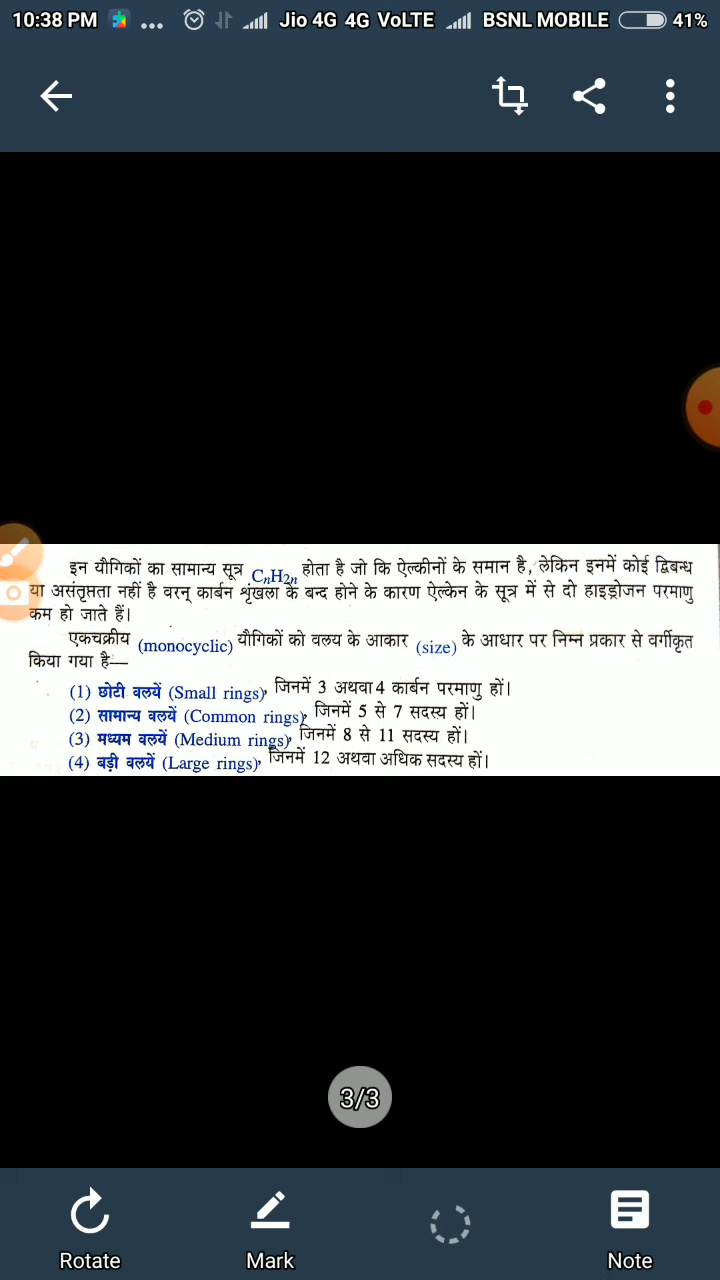 10:38 PM ... Jio 4G 4G VoLTE BSNL MOBILE 41%
इन यौगिकों का सामान्य सूत्र CₙH₂ₙ होता है जो कि ऐल्कीनों के समान है, लेकिन इनमें कोई द्विबन्ध
या असंतृप्तता नहीं है वरन् कार्बन शृंखला के बन्द होने के कारण ऐल्केन के सूत्र में से दो हाइड्रोजन परमाणु
कम हो जाते हैं।
एकचक्रीय (monocyclic) यौगिकों को वलय के आकार (size) के आधार पर निम्न प्रकार से वर्गीकृत
किया गया है—
(1) छोटी वलयें (Small rings), जिनमें 3 अथवा 4 कार्बन परमाणु हों।
(2) सामान्य वलयें (Common rings), जिनमें 5 से 7 सदस्य हों।
(3) मध्यम वलयें (Medium rings), जिनमें 8 से 11 सदस्य हों।
(4) बड़ी वलयें (Large rings), जिनमें 12 अथवा अधिक सदस्य हों।
3/3
Rotate Mark Note